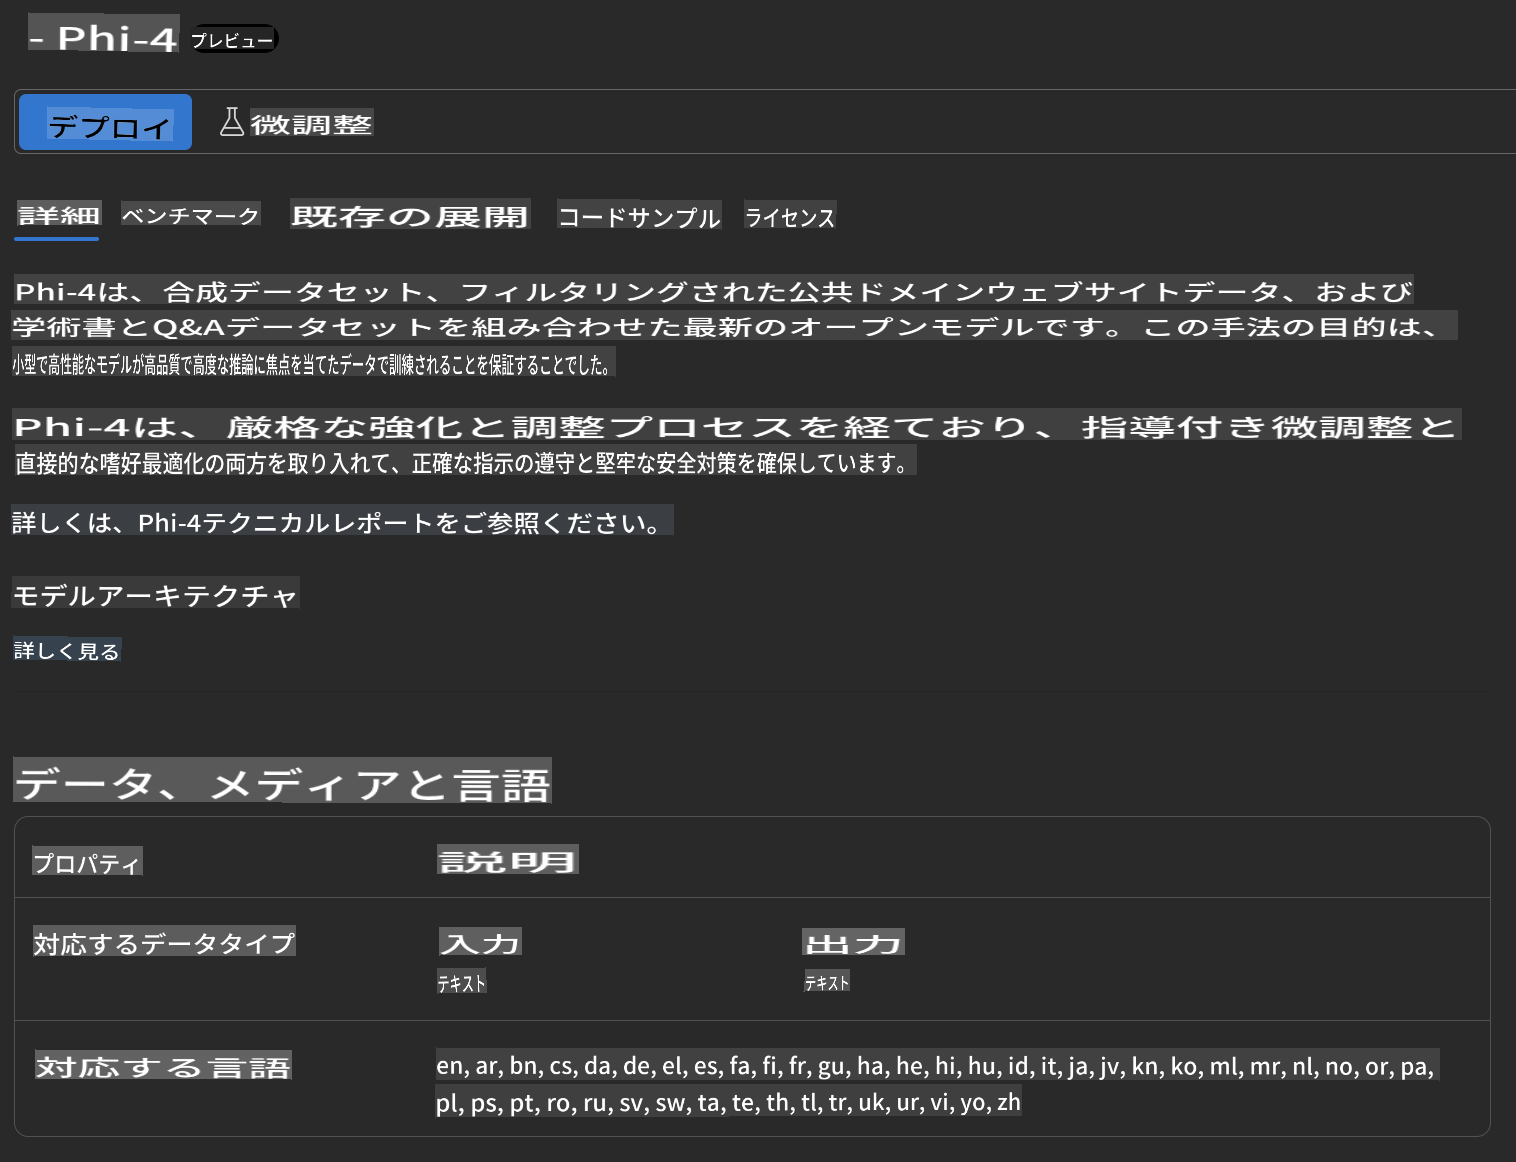 - Phi-4 プレビュー
デプロイ 微調整
詳細 ベンチマーク 既存の展開 コードサンプル ライセンス
Phi-4は、合成データセット、フィルタリングされた公共ドメインウェブサイトデータ、および
学術書とQ&Aデータセットを組み合わせた最新のオープンモデルです。この手法の目的は、
小型で高性能なモデルが高品質で高度な推論に焦点を当てたデータで訓練されることを保証することでした。
Phi-4は、厳格な強化と調整プロセスを経ており、指導付き微調整と
直接的な嗜好最適化の両方を取り入れて、正確な指示の遵守と堅牢な安全対策を確保しています。
詳しくは、Phi-4テクニカルレポートをご参照ください。
モデルアーキテクチャ
詳しく見る
データ、メディアと言語
プロパティ 説明
対応するデータタイプ 入力 出力
テキスト テキスト
対応する言語 en, ar, bn, cs, da, de, el, es, fa, fi, fr, gu, ha, he, hi, hu, id, it, ja, jv, kn, ko, ml, mr, nl, no, or, pa,
pl, ps, pt, ro, ru, sv, sw, ta, te, th, tl, tr, uk, ur, vi, yo, zh